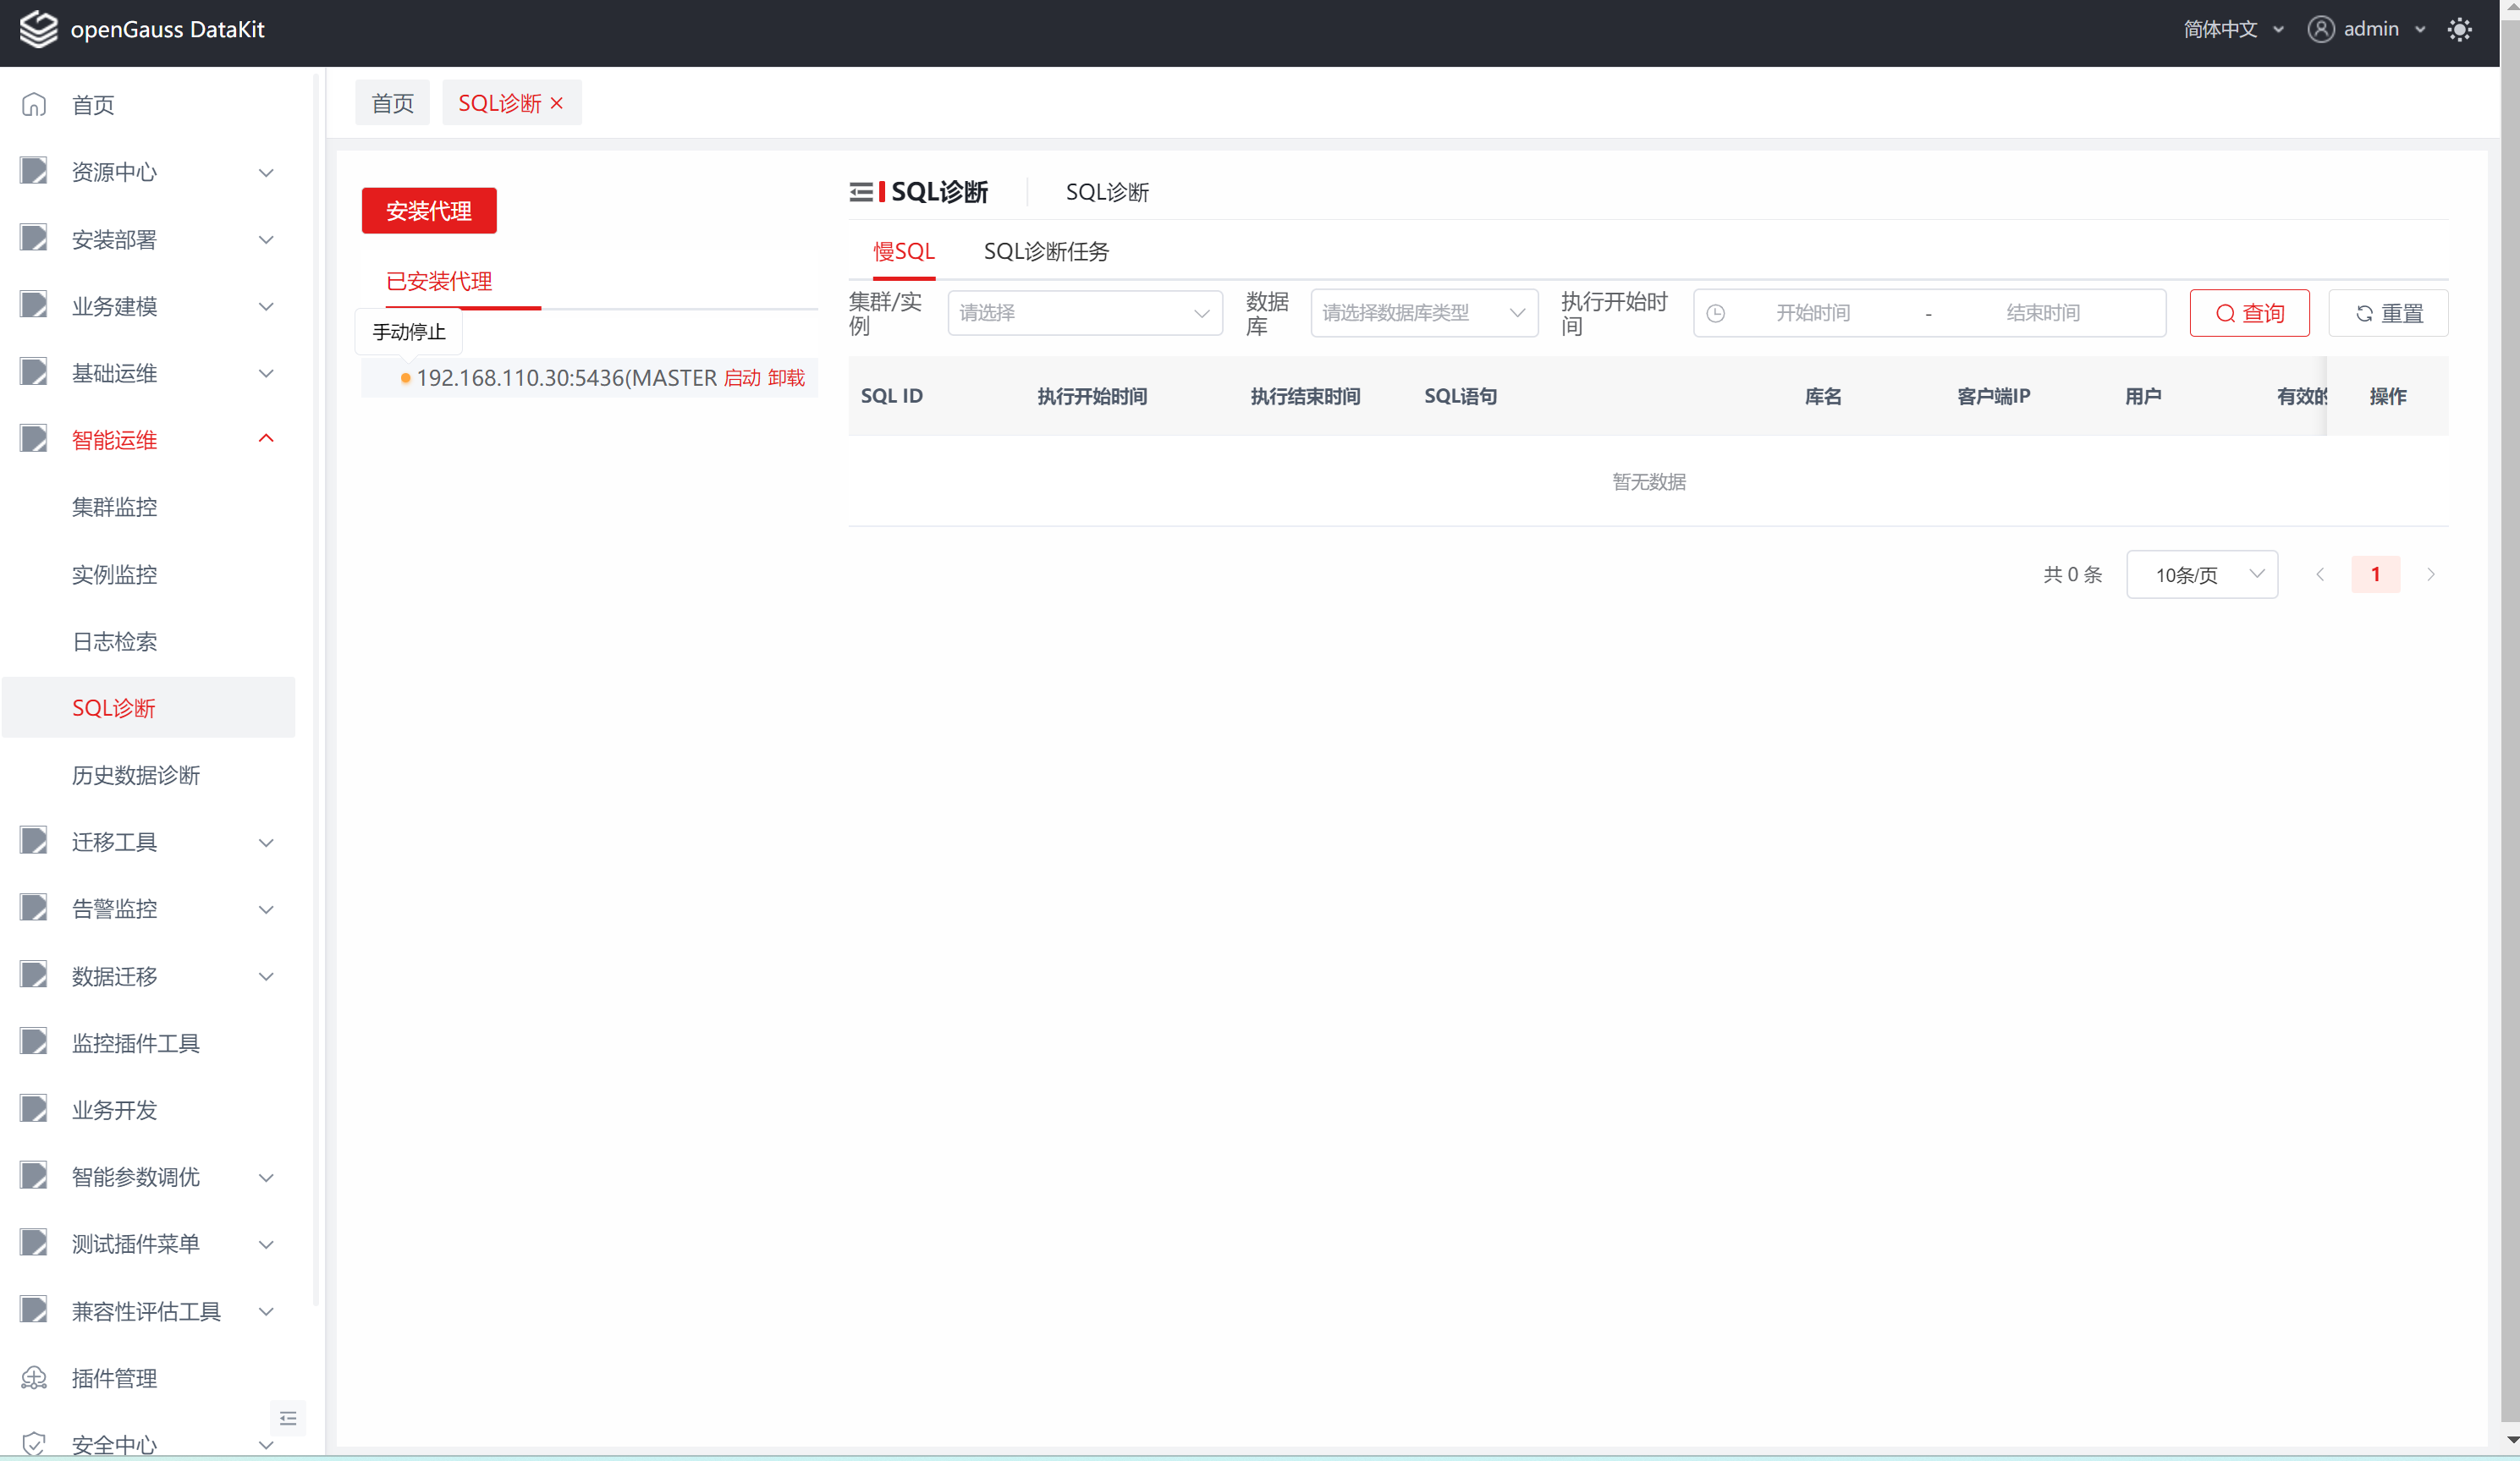 openGauss DataKit
简体中文
admin
首页
资源中心
安装部署
业务建模
基础运维
智能运维
集群监控
实例监控
日志检索
SQL诊断
历史数据诊断
迁移工具
告警监控
数据迁移
监控插件工具
业务开发
智能参数调优
测试插件菜单
兼容性评估工具
插件管理
安全中心
首页
SQL诊断
安装代理
已安装代理
手动停止
192.168.110.30:5436(MASTER 启动 卸载
SQL诊断 SQL诊断
慢SQL SQL诊断任务
集群/实
例
请选择
数据
库
请选择数据库类型
执行开始时
间
开始时间 - 结束时间
查询
重置
SQL ID 执行开始时间 执行结束时间 SQL语句 库名 客户端IP 用户 有效的 操作
暂无数据
共 0 条 10条/页 1